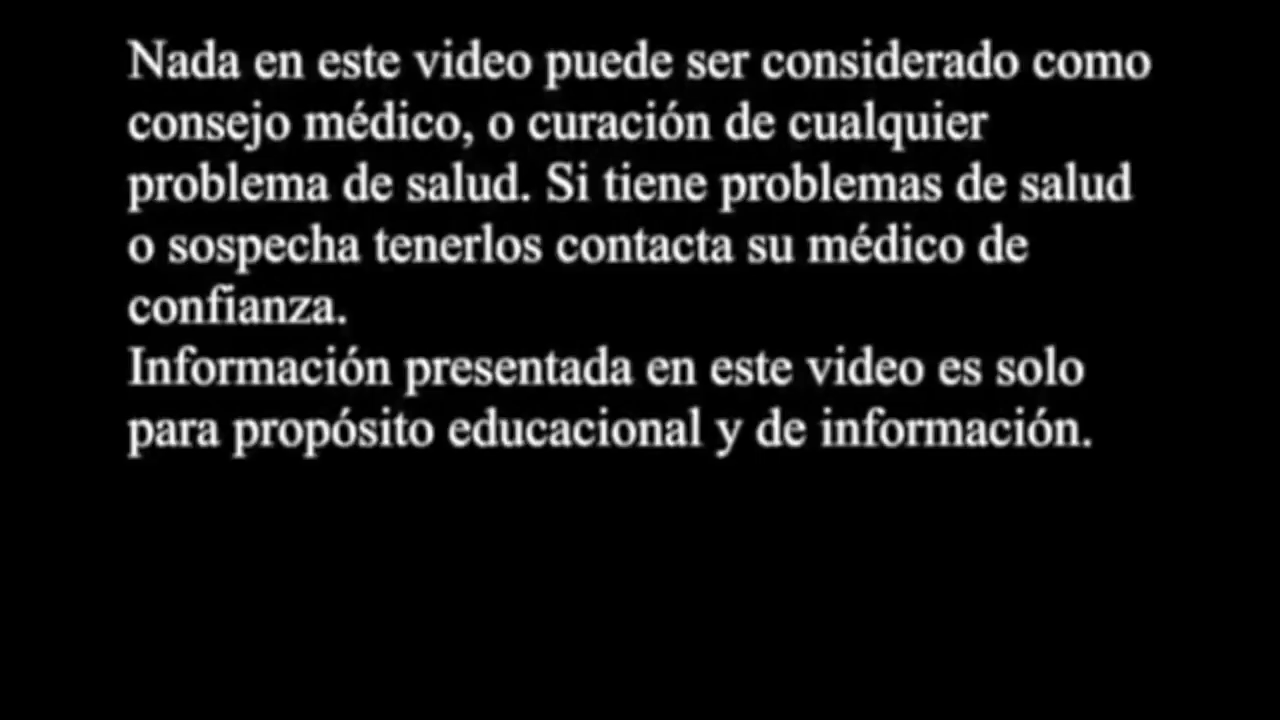 Nada en este video puede ser considerado como
consejo médico, o curación de cualquier
problema de salud. Si tiene problemas de salud
o sospecha tenerlos contacta su médico de
confianza.
Información presentada en este video es solo
para propósito educacional y de información.